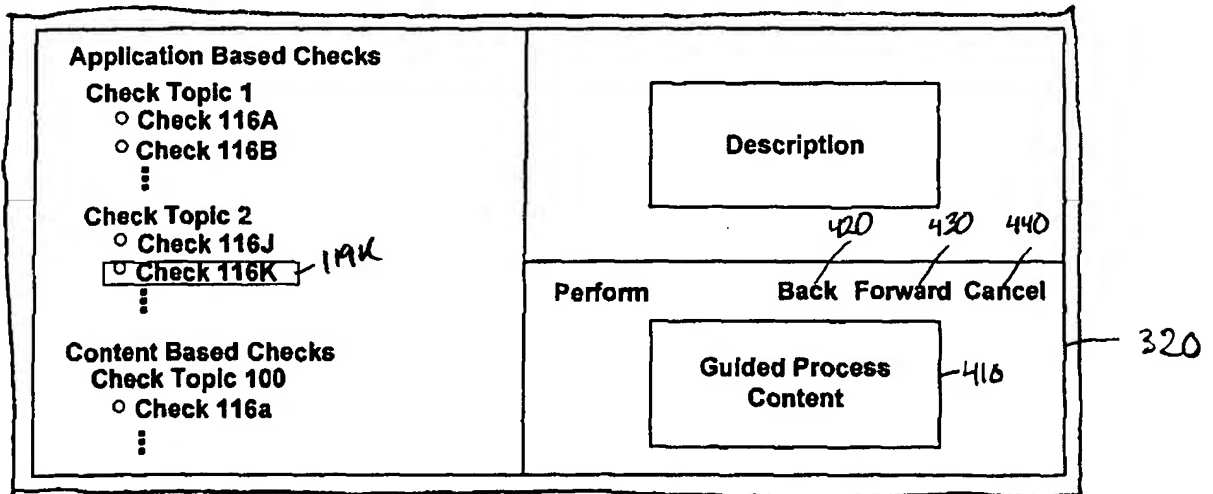 Application Based Checks
Check Topic 1
Check 116A
Check 116B
Check Topic 2
Check 116J
Check 116K
119K
Content Based Checks
Check Topic 100
Check 116a
Description
420 430 440
Perform Back Forward Cancel
Guided Process
Content
410
320